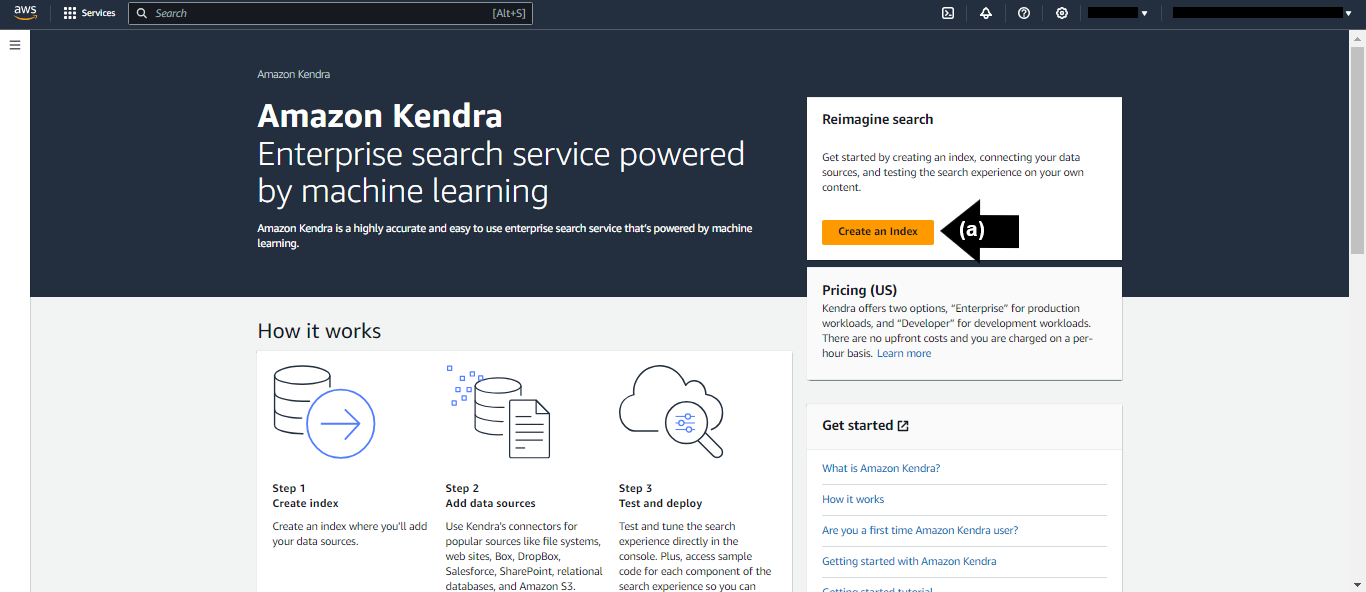 aws
Services
Search
[Alt+S]
Amazon Kendra
Amazon Kendra
Enterprise search service powered
by machine learning
Amazon Kendra is a highly accurate and easy to use enterprise search service that's powered by machine
learning.
Reimagine search
Get started by creating an index, connecting your data
sources, and testing the search experience on your own
content.
Create an Index
(a)
Pricing (US)
Kendra offers two options, “Enterprise” for production
workloads, and “Developer” for development workloads.
There are no upfront costs and you are charged on a per-
hour basis. Learn more
How it works
Step 1
Create index
Create an index where you'll add
your data sources.
Step 2
Add data sources
Use Kendra's connectors for
popular sources like file systems,
web sites, Box, DropBox,
Salesforce, SharePoint, relational
databases, and Amazon S3.
Step 3
Test and deploy
Test and tune the search
experience directly in the
console. Plus, access sample
code for each component of the
search experience so you can
Get started
What is Amazon Kendra?
How it works
Are you a first time Amazon Kendra user?
Getting started with Amazon Kendra
Getting started tutorial